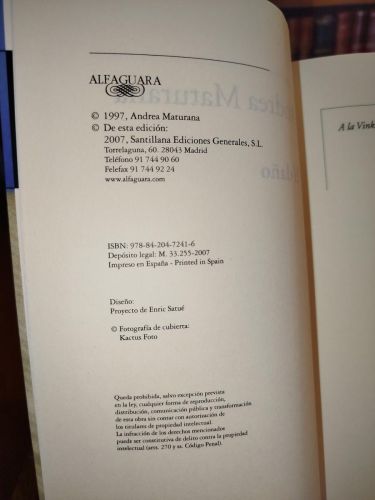 ALFAGUARA
© 1997, Andrea Maturana
© De esta edición:
2007, Santillana Ediciones Generales, S.L.
Torrelaguna, 60. 28043 Madrid
Teléfono 91 744 90 60
Telefax 91 744 92 24
www.alfaguara.com
ISBN: 978-84-204-7241-6
Depósito legal: M. 33.255-2007
Impreso en España - Printed in Spain
Diseño:
Proyecto de Enric Satué
© Fotografía de cubierta:
Kactus Foto
Queda prohibida, salvo excepción prevista
en la ley, cualquier forma de reproducción,
distribución, comunicación pública y transformación
de esta obra sin contar con autorización de
los titulares de propiedad intelectual.
La infracción de los derechos mencionados
puede ser constitutiva de delito contra la propiedad
intelectual (arts. 270 y ss. Código Penal).
A la Vink